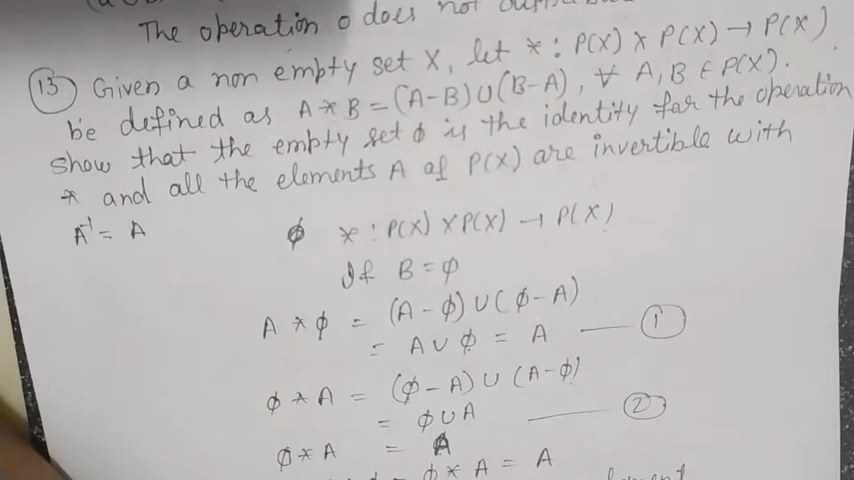 The operation o does not
(13) Given a non empty set X, let * : P(X) × P(X) → P(X)
be defined as A * B = (A-B) ∪ (B-A), ∀ A, B ∈ P(X).
show that the empty set ϕ is the identity for the operation
* and all the elements A of P(X) are invertible with
A⁻¹ = A
ϕ * : P(X) × P(X) → P(X)
If B = ϕ
A * ϕ = (A - ϕ) ∪ (ϕ - A)
= A ∪ ϕ = A —— (1)
ϕ * A = (ϕ - A) ∪ (A - ϕ)
= ϕ ∪ A —— (2)
ϕ * A = A
ϕ * A = A